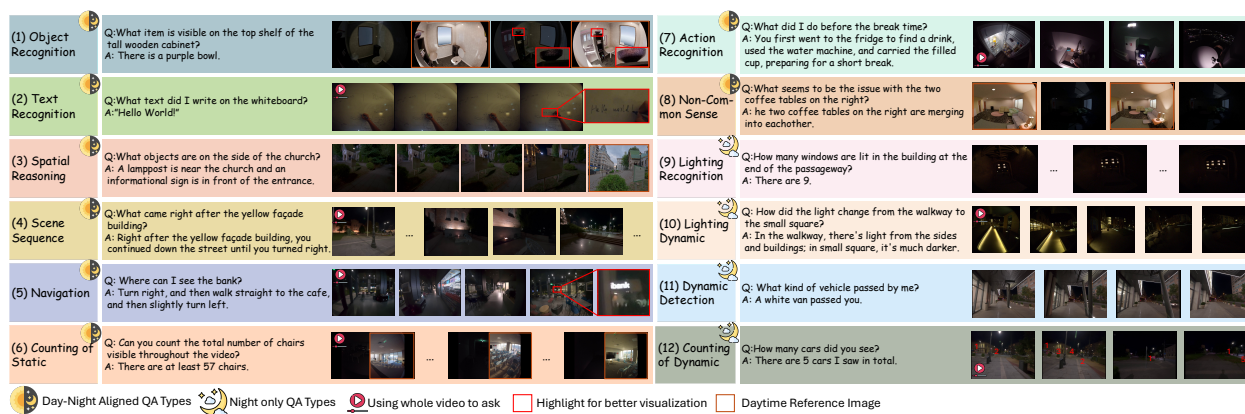 (1) Object
Recognition
Q:What item is visible on the top shelf of the
tall wooden cabinet?
A: There is a purple bowl.
(2) Text
Recognition
Q:What text did I write on the whiteboard?
A:"Hello World!"
Hello world!
(3) Spatial
Reasoning
Q:What objects are on the side of the church?
A: A lamppost is near the church and an
informational sign is in front of the entrance.
(4) Scene
Sequence
Q:What came right after the yellow façade
building?
A: Right after the yellow façade building, you
continued down the street until you turned right.
...
...
(5) Navigation
Q: Where can I see the bank?
A: Turn right, and then walk straight to the cafe,
and then slightly turn left.
bank
(6) Counting of
Static
Q: Can you count the total number of chairs
visible throughout the video?
A: There are at least 57 chairs.
...
...
(7) Action
Recognition
Q:What did I do before the break time?
A: You first went to the fridge to find a drink,
used the water machine, and carried the filled
cup, preparing for a short break.
(8) Non-Com-
mon Sense
Q:What seems to be the issue with the two
coffee tables on the right?
A: he two coffee tables on the right are merging
into eachother.
(9) Lighting
Recognition
Q:How many windows are lit in the building at the
end of the passageway?
A: There are 9.
...
...
(10) Lighting
Dynamic
Q: How did the light change from the walkway to
the small square?
A: In the walkway, there's light from the sides
and buildings; in small square, it's much darker.
(11) Dynamic
Detection
Q: What kind of vehicle passed by me?
A: A white van passed you.
(12) Counting
of Dynamic
Q:How many cars did you see?
A: There are 5 cars I saw in total.
Day-Night Aligned QA Types
Night only QA Types
Using whole video to ask
Highlight for better visualization
Daytime Reference Image